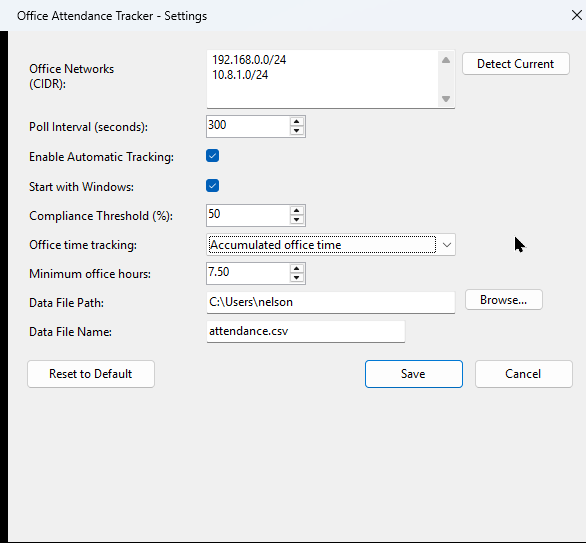 Office Attendance Tracker - Settings
Office Networks
(CIDR):
192.168.0.0/24
10.8.1.0/24
Detect Current
Poll Interval (seconds):
300
Enable Automatic Tracking:
Start with Windows:
Compliance Threshold (%):
50
Office time tracking:
Accumulated office time
Minimum office hours:
7.50
Data File Path:
C:\Users\nelson
Browse...
Data File Name:
attendance.csv
Reset to Default
Save
Cancel